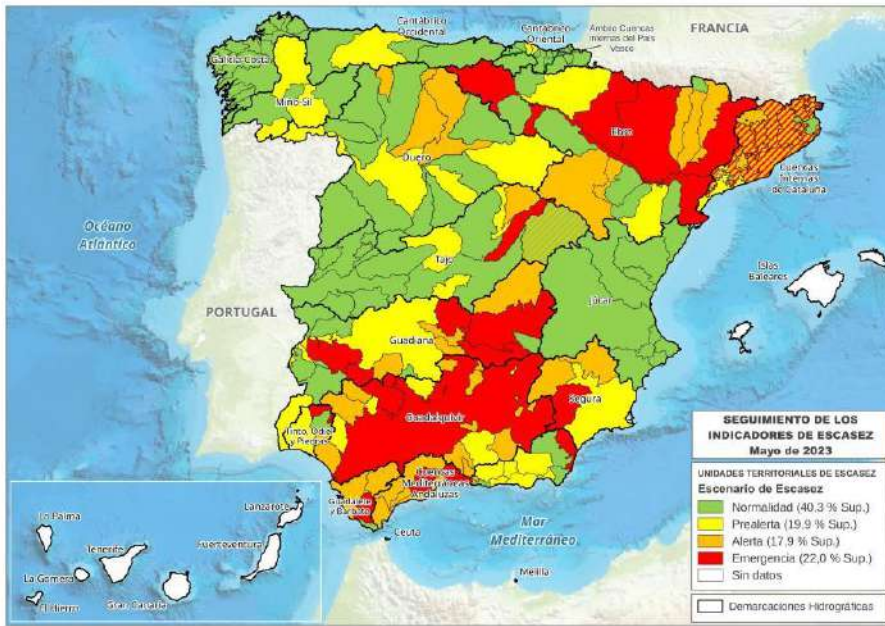 Cantábrico
Occidental
Cantábrico
Oriental
Ámbito Cuencas
Internas del País
Vasco
FRANCIA
Galicia Costa
Miño-Sil
Ebro
Duero
Cuencas
Internas
de Cataluña
Océano
Atlántico
Tajo
Islas
Baleares
PORTUGAL
Júcar
Guadiana
Segura
Guadalquivir
Tinto, Odiel
y Piedras
Cuencas
Mediterráneas
Andaluzas
Guadalete
y Barbate
Ceuta
Mar
Mediterráneo
Melilla
La Palma
Lanzarote
Tenerife
Fuerteventura
La Gomera
El Hierro
Gran Canaria
SEGUIMIENTO DE LOS
INDICADORES DE ESCASEZ
Mayo de 2023
UNIDADES TERRITORIALES DE ESCASEZ
Escenario de Escasez
Normalidad (40,3 % Sup.)
Prealerta (19,9 % Sup.)
Alerta (17,9 % Sup.)
Emergencia (22,0 % Sup.)
Sin datos
Demarcaciones Hidrográficas